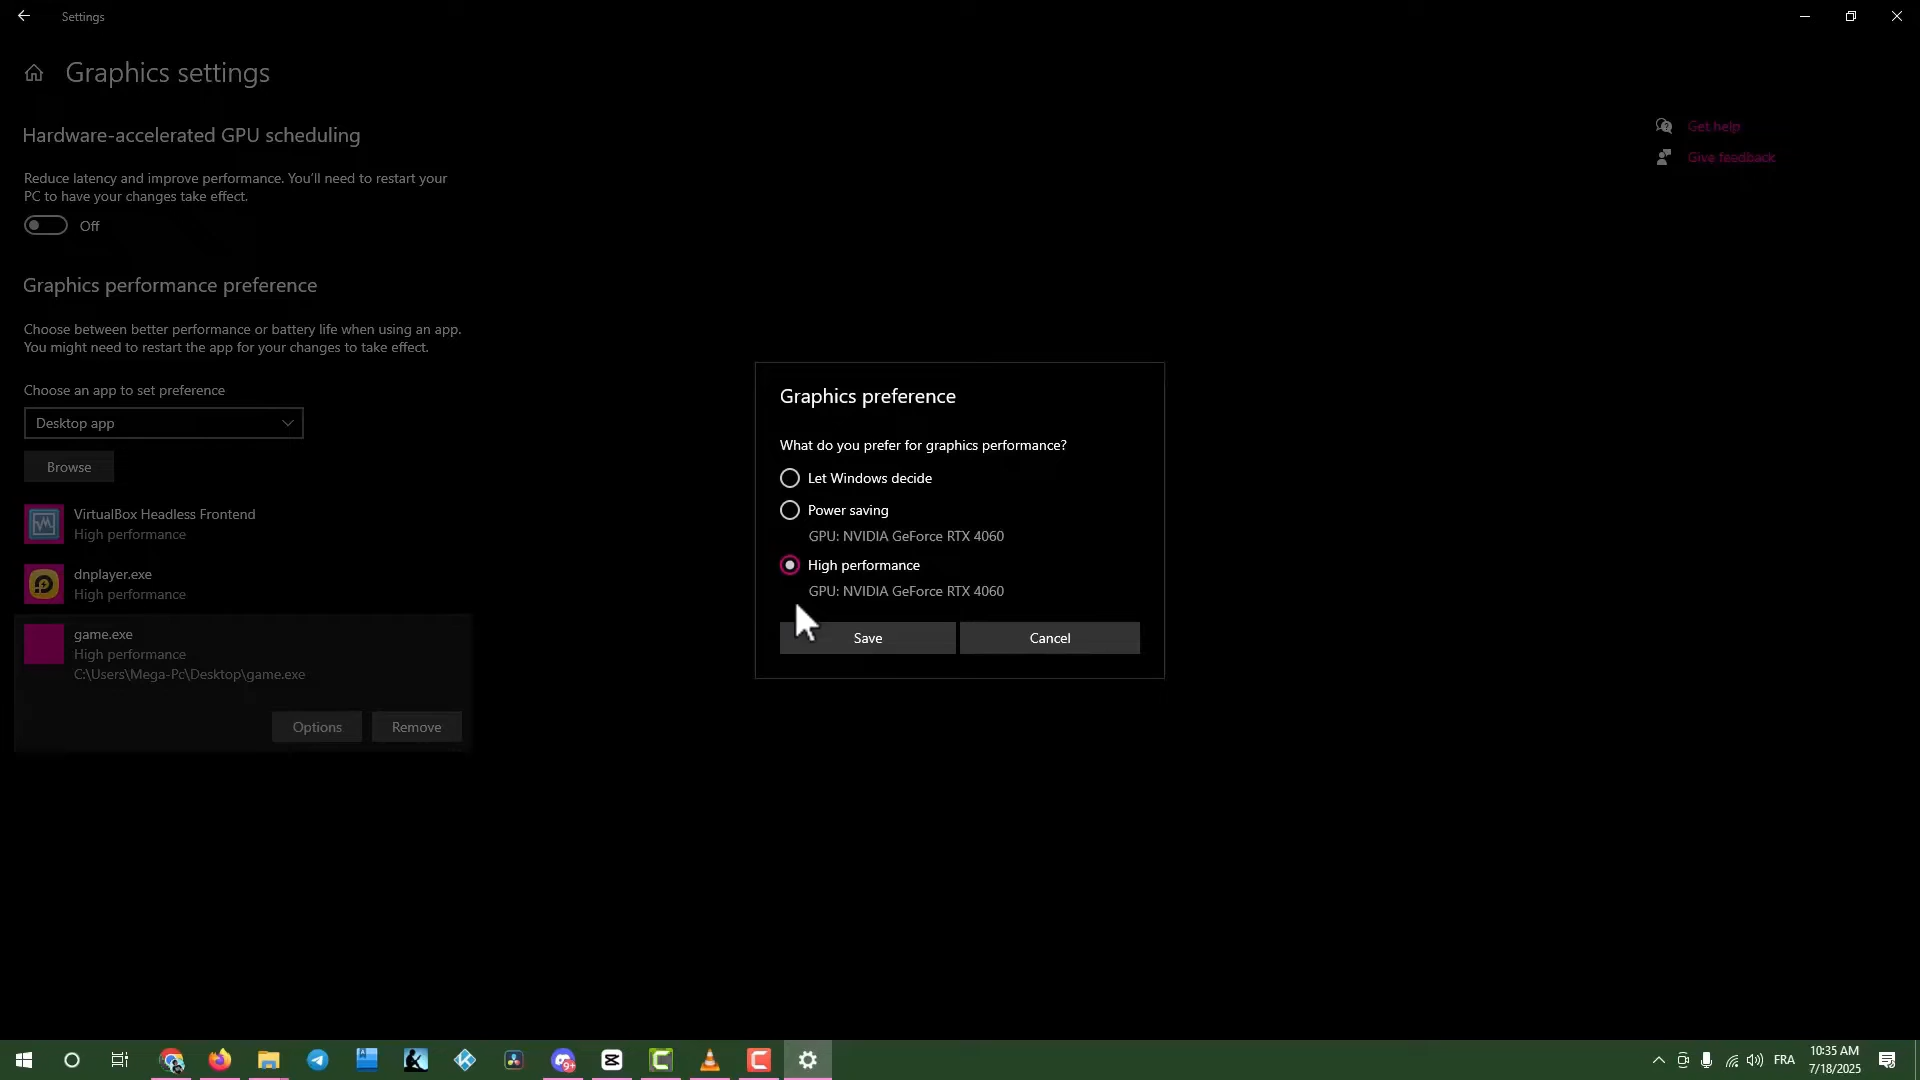 Settings
Graphics settings
Hardware-accelerated GPU scheduling
Reduce latency and improve performance. You'll need to restart your
PC to have your changes take effect.
Off
Graphics performance preference
Choose between better performance or battery life when using an app.
You might need to restart the app for your changes to take effect.
Choose an app to set preference
Desktop app
Browse
VirtualBox Headless Frontend
High performance
dnplayer.exe
High performance
game.exe
High performance
C:\Users\Mega-Pc\Desktop\game.exe
Options
Remove
Get help
Give feedback
Graphics preference
What do you prefer for graphics performance?
Let Windows decide
Power saving
GPU: NVIDIA GeForce RTX 4060
High performance
GPU: NVIDIA GeForce RTX 4060
Save
Cancel
9+
FRA
10:35 AM
7/18/2025